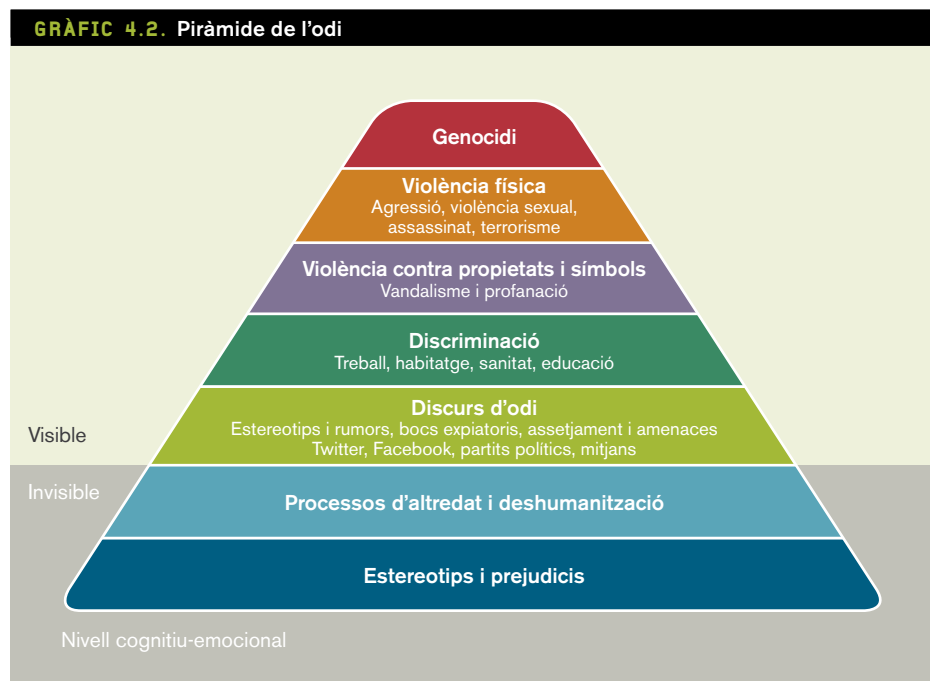 GRÀFIC 4.2. Piràmide de l'odi
Genocidi
Violència física
Agressió, violència sexual,
assassinat, terrorisme
Violència contra propietats i símbols
Vandalisme i profanació
Discriminació
Treball, habitatge, sanitat, educació
Discurs d'odi
Estereotips i rumors, bocs expiatoris, assetjament i amenaces
Twitter, Facebook, partits polítics, mitjans
Visible
Invisible
Processos d'altredat i deshumanització
Estereotips i prejudicis
Nivell cognitiu-emocional